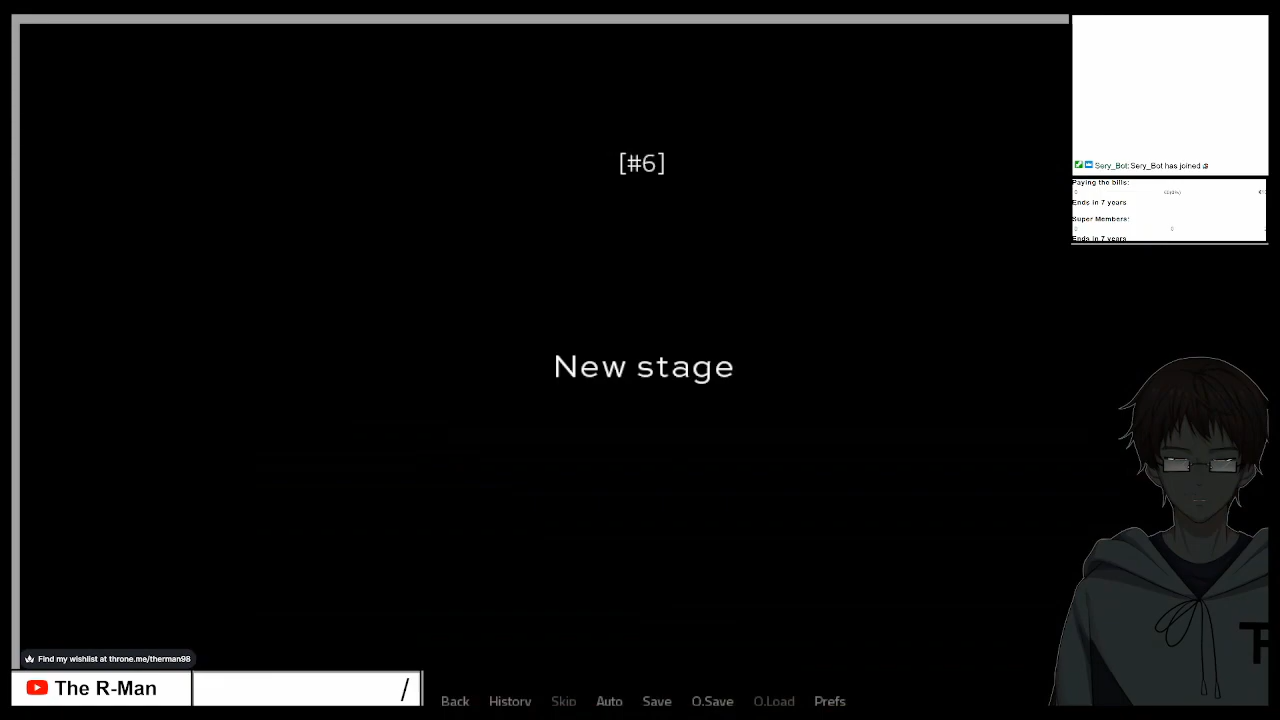 [#6]
New stage
Sery_Bot: Sery_Bot has joined
Paying the bills:
Ends in 7 years
Super Members:
0
Ends in 7 years
Find my wishlist at throne.me/therman98
The R-Man
/
Back History Skip Auto Save Q.Save Q.Load Prefs